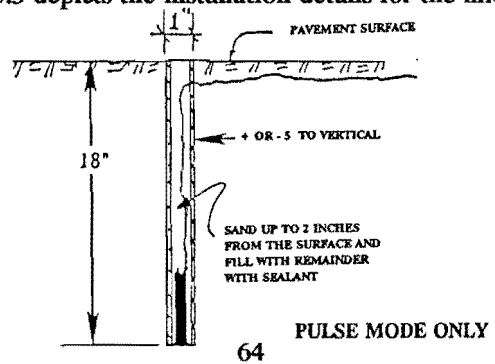 depicts the installation details for the
1"
PAVEMENT SURFACE
+ OR - 5 TO VERTICAL
18"
SAND UP TO 2 INCHES
FROM THE SURFACE AND
FILL WITH REMAINDER
WITH SEALANT
PULSE MODE ONLY
64